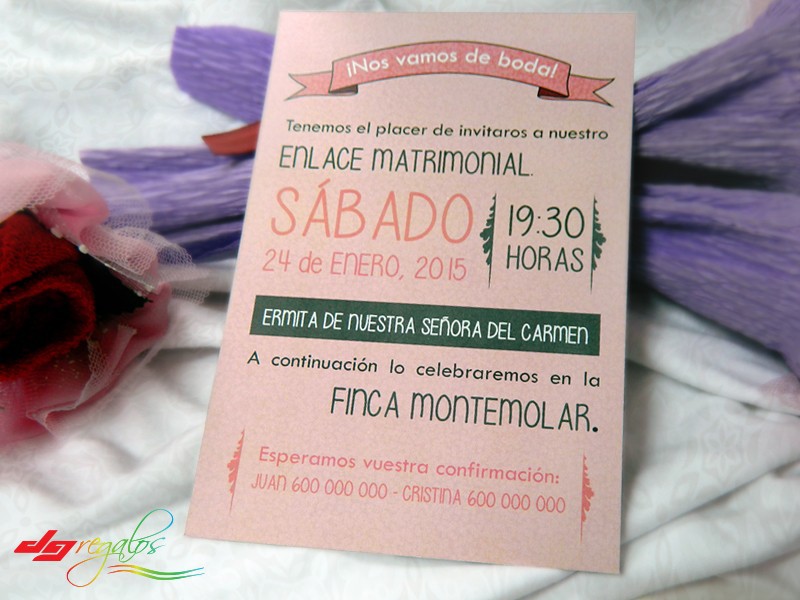 ¡Nos vamos de boda!
Tenemos el placer de invitaros a nuestro
ENLACE MATRIMONIAL.
SÁBADO
24 de ENERO, 2015
19:30
HORAS
ERMITA DE NUESTRA SEÑORA DEL CARMEN
A continuación lo celebraremos en la
FINCA MONTEMOLAR.
Esperamos vuestra confirmación:
JUAN 600 000 000 - CRISTINA 600 000 000
dg regalos